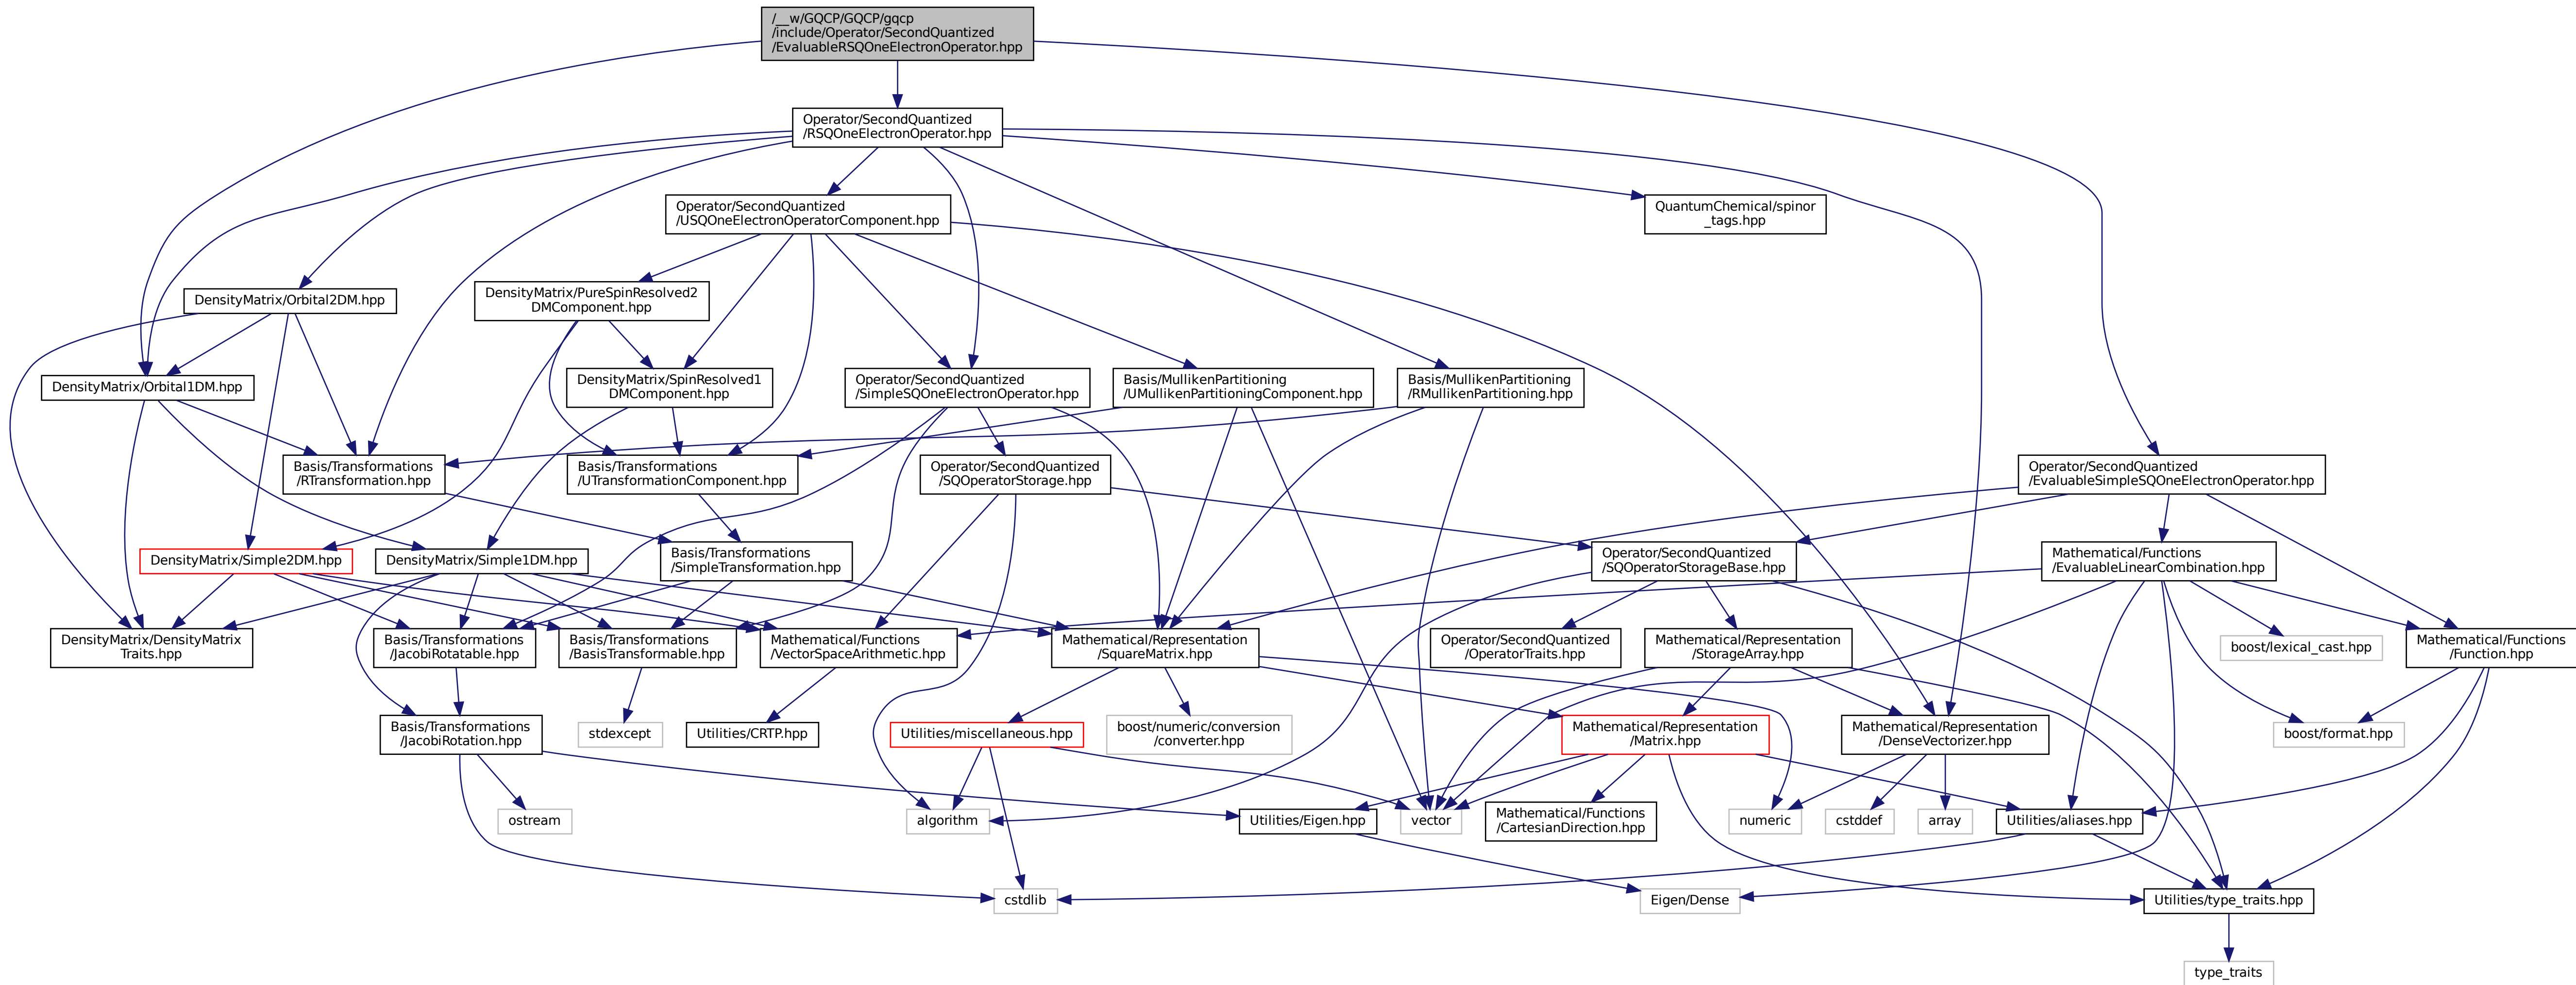 /__w/GQCP/GQCP/gqcp
/include/Operator/SecondQuantized
/EvaluableRSQOneElectronOperator.hpp
Operator/SecondQuantized
/RSQOneElectronOperator.hpp
Operator/SecondQuantized
/USQOneElectronOperatorComponent.hpp
QuantumChemical/spinor
_tags.hpp
DensityMatrix/Orbital2DM.hpp
DensityMatrix/PureSpinResolved2
DMComponent.hpp
DensityMatrix/Orbital1DM.hpp
DensityMatrix/SpinResolved1
DMComponent.hpp
Operator/SecondQuantized
/SimpleSQOneElectronOperator.hpp
Basis/MullikenPartitioning
/UMullikenPartitioningComponent.hpp
Basis/MullikenPartitioning
/RMullikenPartitioning.hpp
Basis/Transformations
/RTransformation.hpp
Basis/Transformations
/UTransformationComponent.hpp
Operator/SecondQuantized
/SQOperatorStorage.hpp
Operator/SecondQuantized
/EvaluableSimpleSQOneElectronOperator.hpp
DensityMatrix/Simple2DM.hpp
DensityMatrix/Simple1DM.hpp
Basis/Transformations
/SimpleTransformation.hpp
Operator/SecondQuantized
/SQOperatorStorageBase.hpp
Mathematical/Functions
/EvaluableLinearCombination.hpp
DensityMatrix/DensityMatrix
Traits.hpp
Basis/Transformations
/JacobiRotatable.hpp
Basis/Transformations
/BasisTransformable.hpp
Mathematical/Functions
/VectorSpaceArithmetic.hpp
Mathematical/Representation
/SquareMatrix.hpp
Operator/SecondQuantized
/OperatorTraits.hpp
Mathematical/Representation
/StorageArray.hpp
boost/lexical_cast.hpp
Mathematical/Functions
/Function.hpp
Basis/Transformations
/JacobiRotation.hpp
stdexcept
Utilities/CRTP.hpp
Utilities/miscellaneous.hpp
boost/numeric/conversion
/converter.hpp
Mathematical/Representation
/Matrix.hpp
Mathematical/Representation
/DenseVectorizer.hpp
boost/format.hpp
ostream
algorithm
Utilities/Eigen.hpp
vector
Mathematical/Functions
/CartesianDirection.hpp
numeric
cstddef
array
Utilities/aliases.hpp
cstdlib
Eigen/Dense
Utilities/type_traits.hpp
type_traits